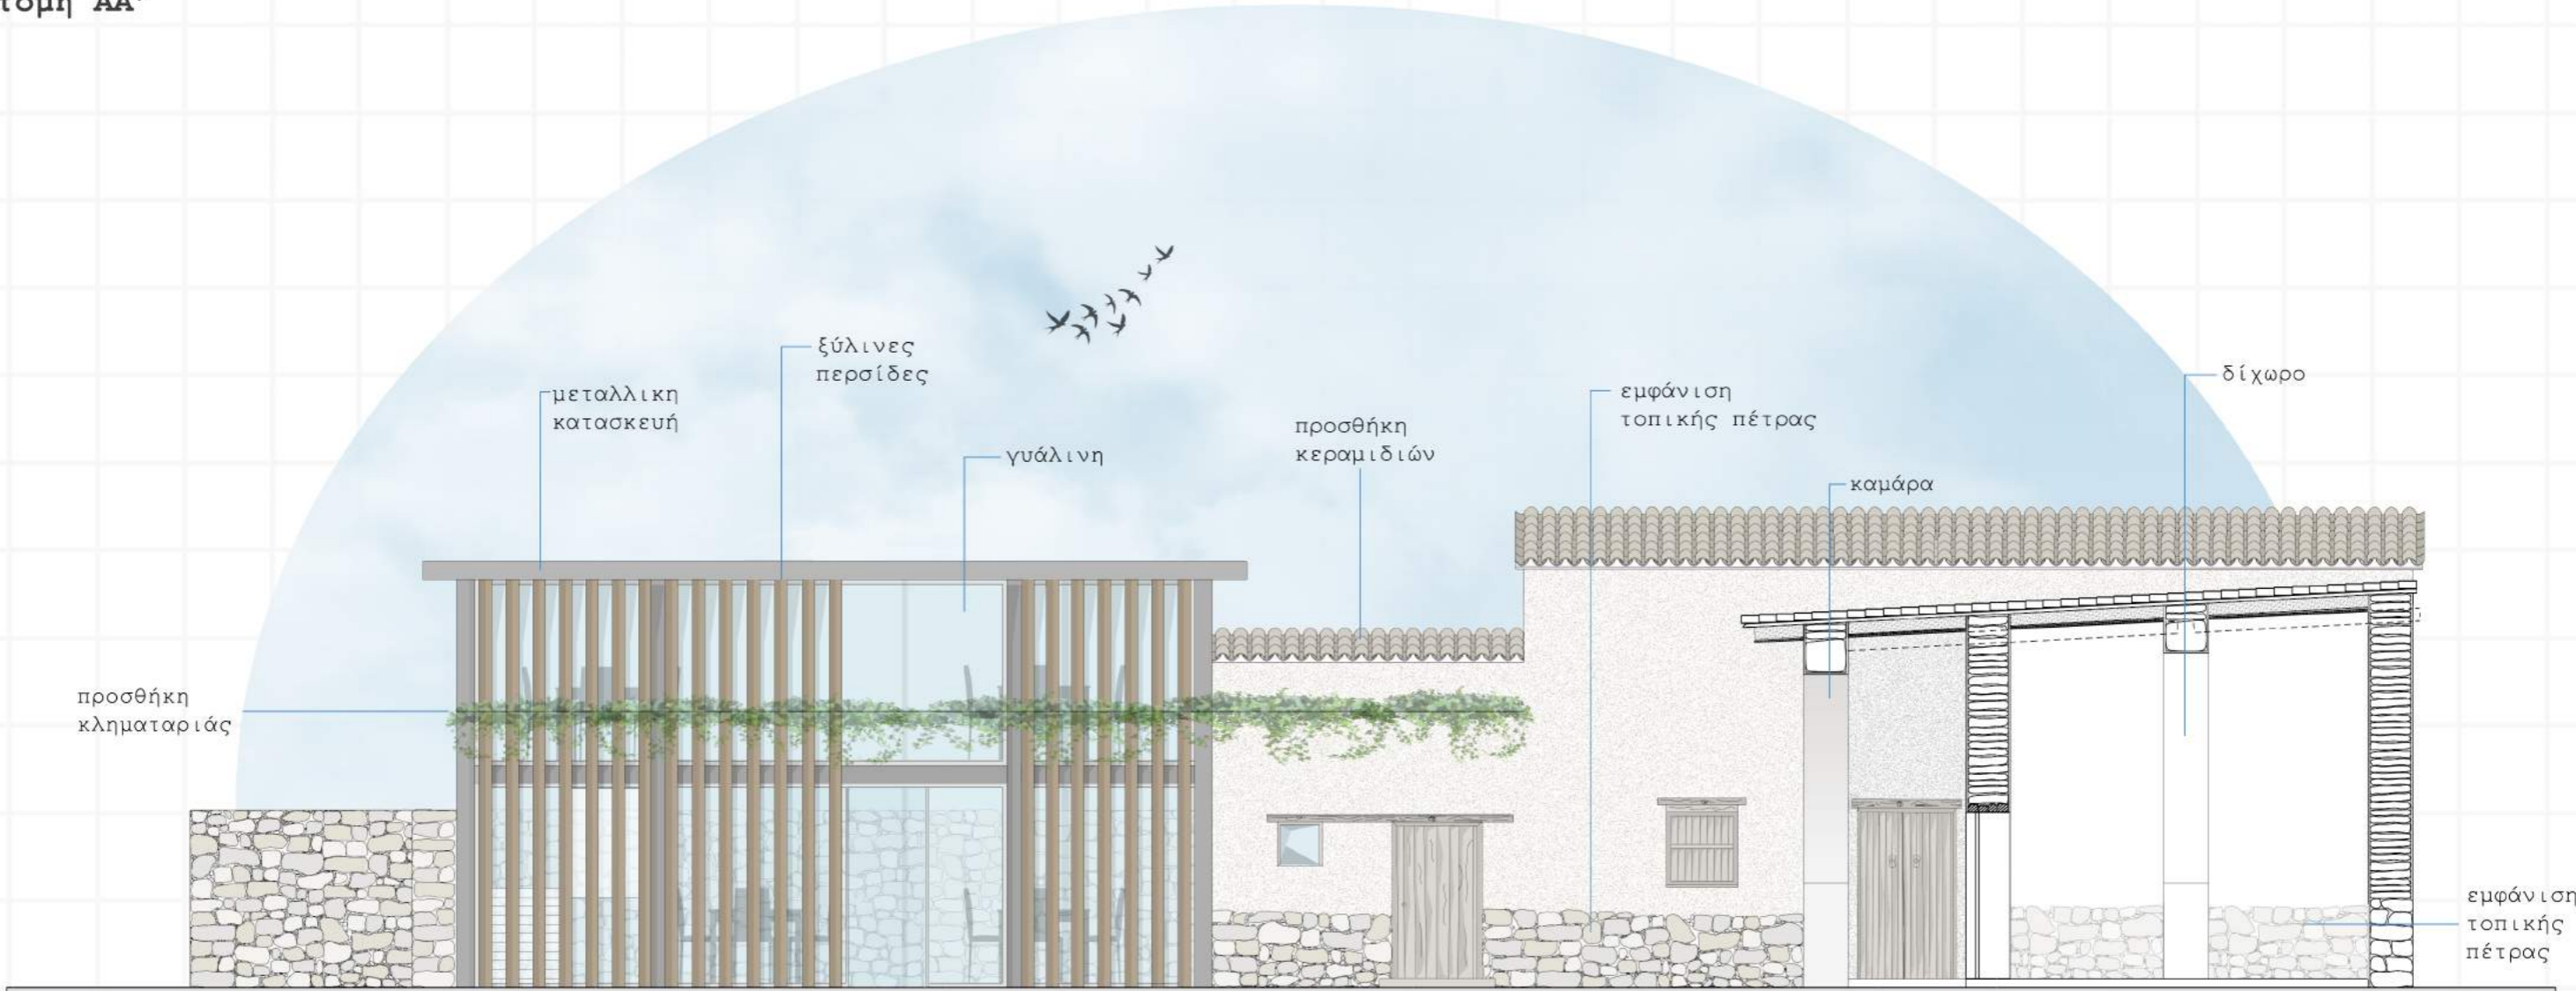 τομή ΑΑ'
ξύλινες
περσίδες
μεταλλικη
κατασκευή
γυάλινη
προσθήκη
κεραμιδιών
εμφάνιση
τοπικής πέτρας
καμάρα
δίχωρο
προσθήκη
κληματαριάς
εμφάνιση
τοπικής
πέτρας